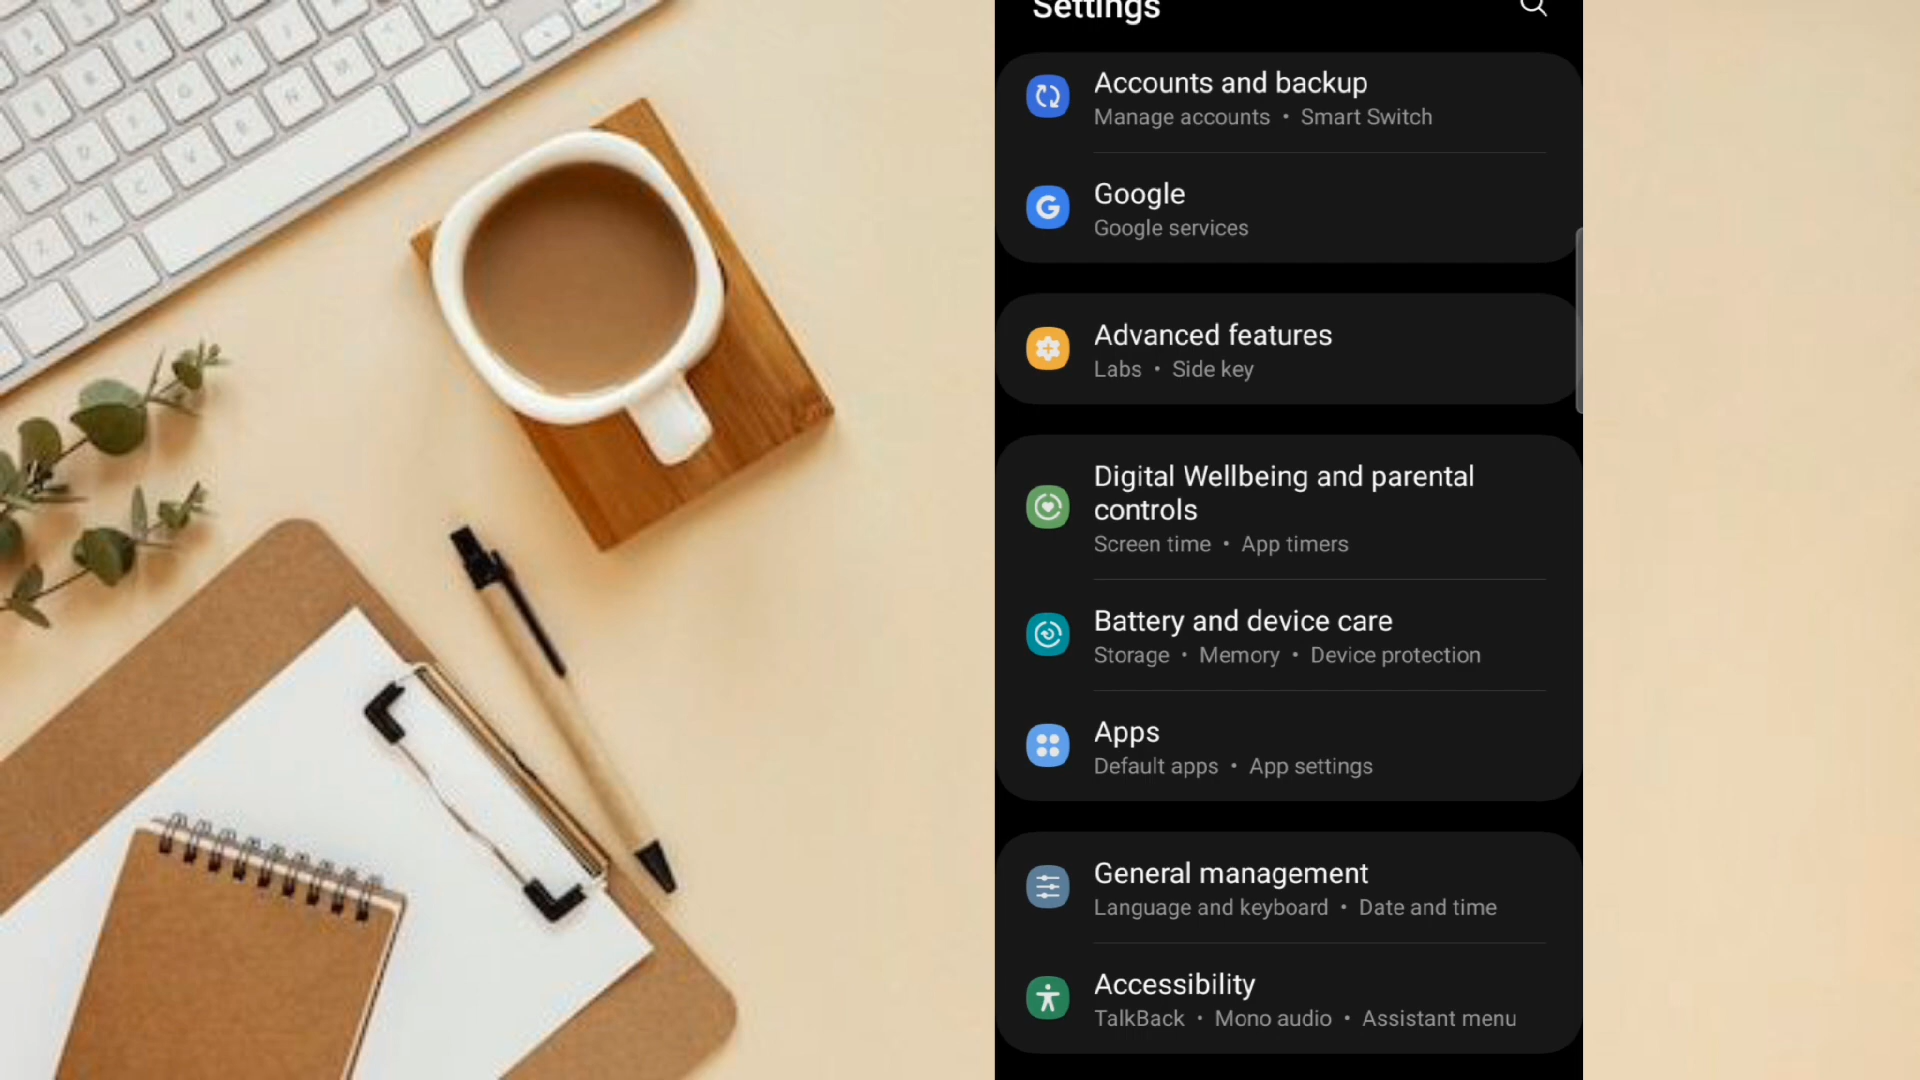 Settings
Accounts and backup
Manage accounts • Smart Switch
Google
Google services
Advanced features
Labs • Side key
Digital Wellbeing and parental
controls
Screen time • App timers
Battery and device care
Storage • Memory • Device protection
Apps
Default apps • App settings
General management
Language and keyboard • Date and time
Accessibility
TalkBack • Mono audio • Assistant menu